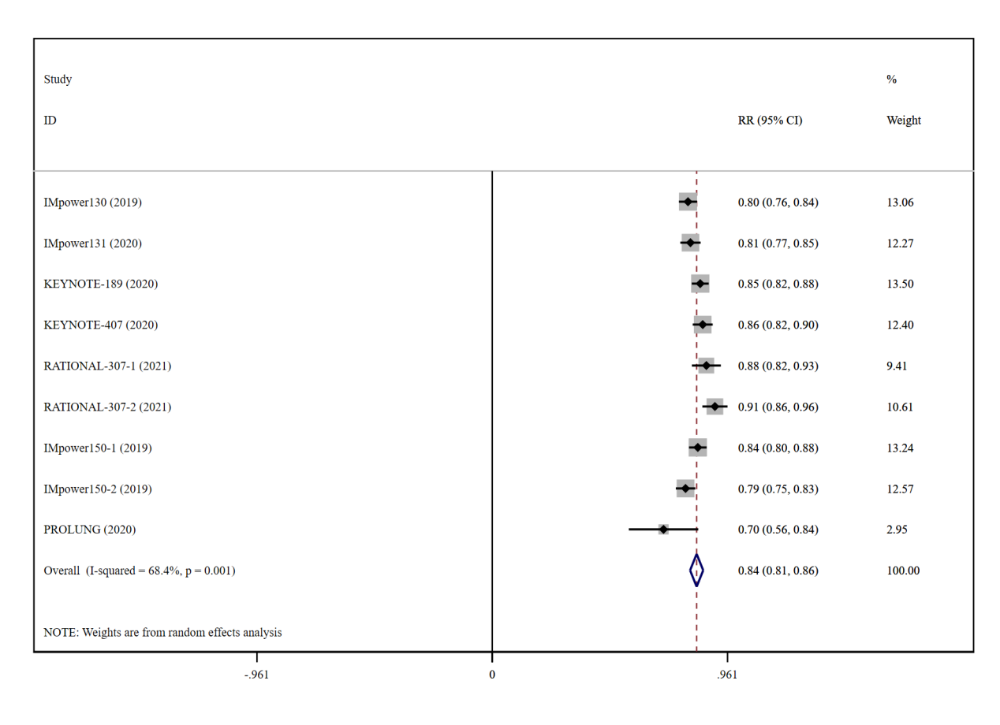 Study %
ID RR (95% CI) Weight
IMpower130 (2019) 0.80 (0.76, 0.84) 13.06
IMpower131 (2020) 0.81 (0.77, 0.85) 12.27
KEYNOTE-189 (2020) 0.85 (0.82, 0.88) 13.50
KEYNOTE-407 (2020) 0.86 (0.82, 0.90) 12.40
RATIONAL-307-1 (2021) 0.88 (0.82, 0.93) 9.41
RATIONAL-307-2 (2021) 0.91 (0.86, 0.96) 10.61
IMpower150-1 (2019) 0.84 (0.80, 0.88) 13.24
IMpower150-2 (2019) 0.79 (0.75, 0.83) 12.57
PROLUNG (2020) 0.70 (0.56, 0.84) 2.95
Overall (I-squared = 68.4%, p = 0.001) 0.84 (0.81, 0.86) 100.00
NOTE: Weights are from random effects analysis
-.961 0 .961